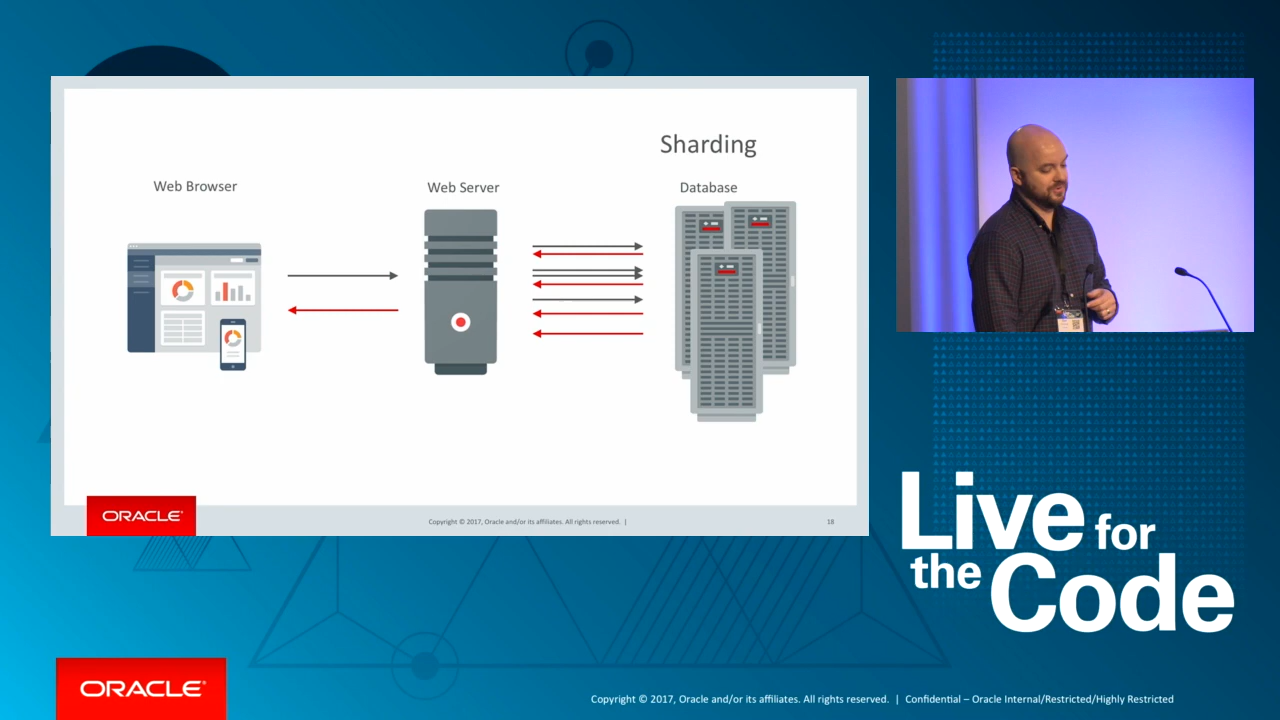 Sharding
Web Browser
Web Server
Database
ORACLE®
Copyright © 2017, Oracle and/or its affiliates. All rights reserved. |
18
Live for
the Code
ORACLE®
Copyright © 2017, Oracle and/or its affiliates. All rights reserved. | Confidential – Oracle Internal/Restricted/Highly Restricted